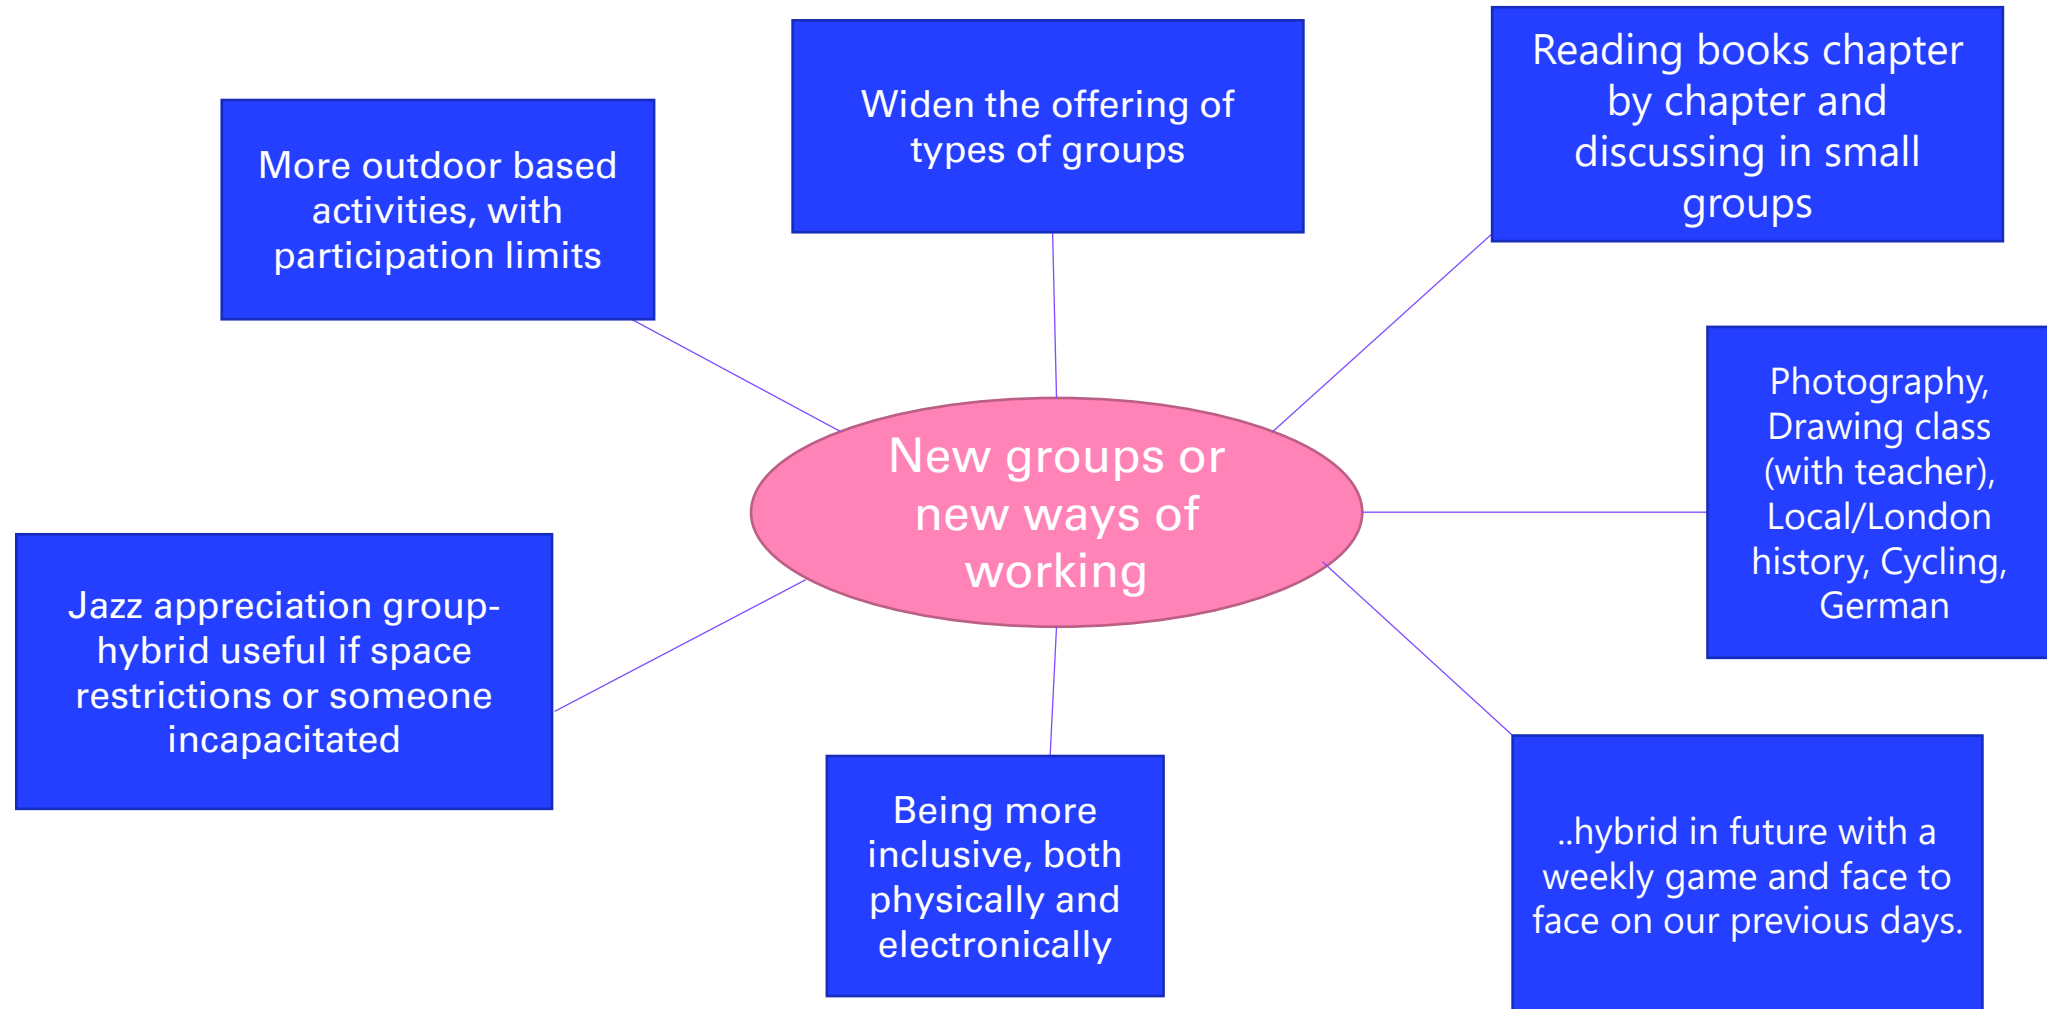 Widen the offering of
types of groups
Reading books chapter
by chapter and
discussing in small
groups
More outdoor based
activities, with
participation limits
Photography,
Drawing class
(with teacher),
Local/London
history, Cycling,
German
New groups or
new ways of
working
Jazz appreciation group-
hybrid useful if space
restrictions or someone
incapacitated
Being more
inclusive, both
physically and
electronically
..hybrid in future with a
weekly game and face to
face on our previous days.